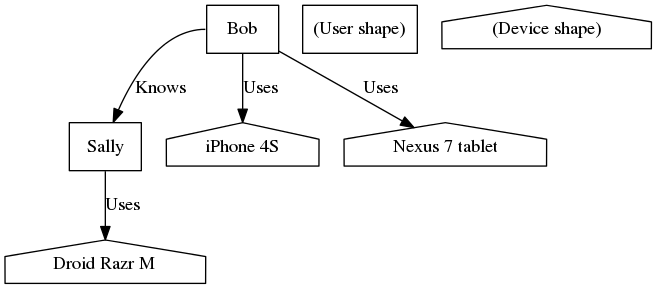 Bob
(User shape)
(Device shape)
Knows
Uses
Uses
Sally
iPhone 4S
Nexus 7 tablet
Uses
Droid Razr M